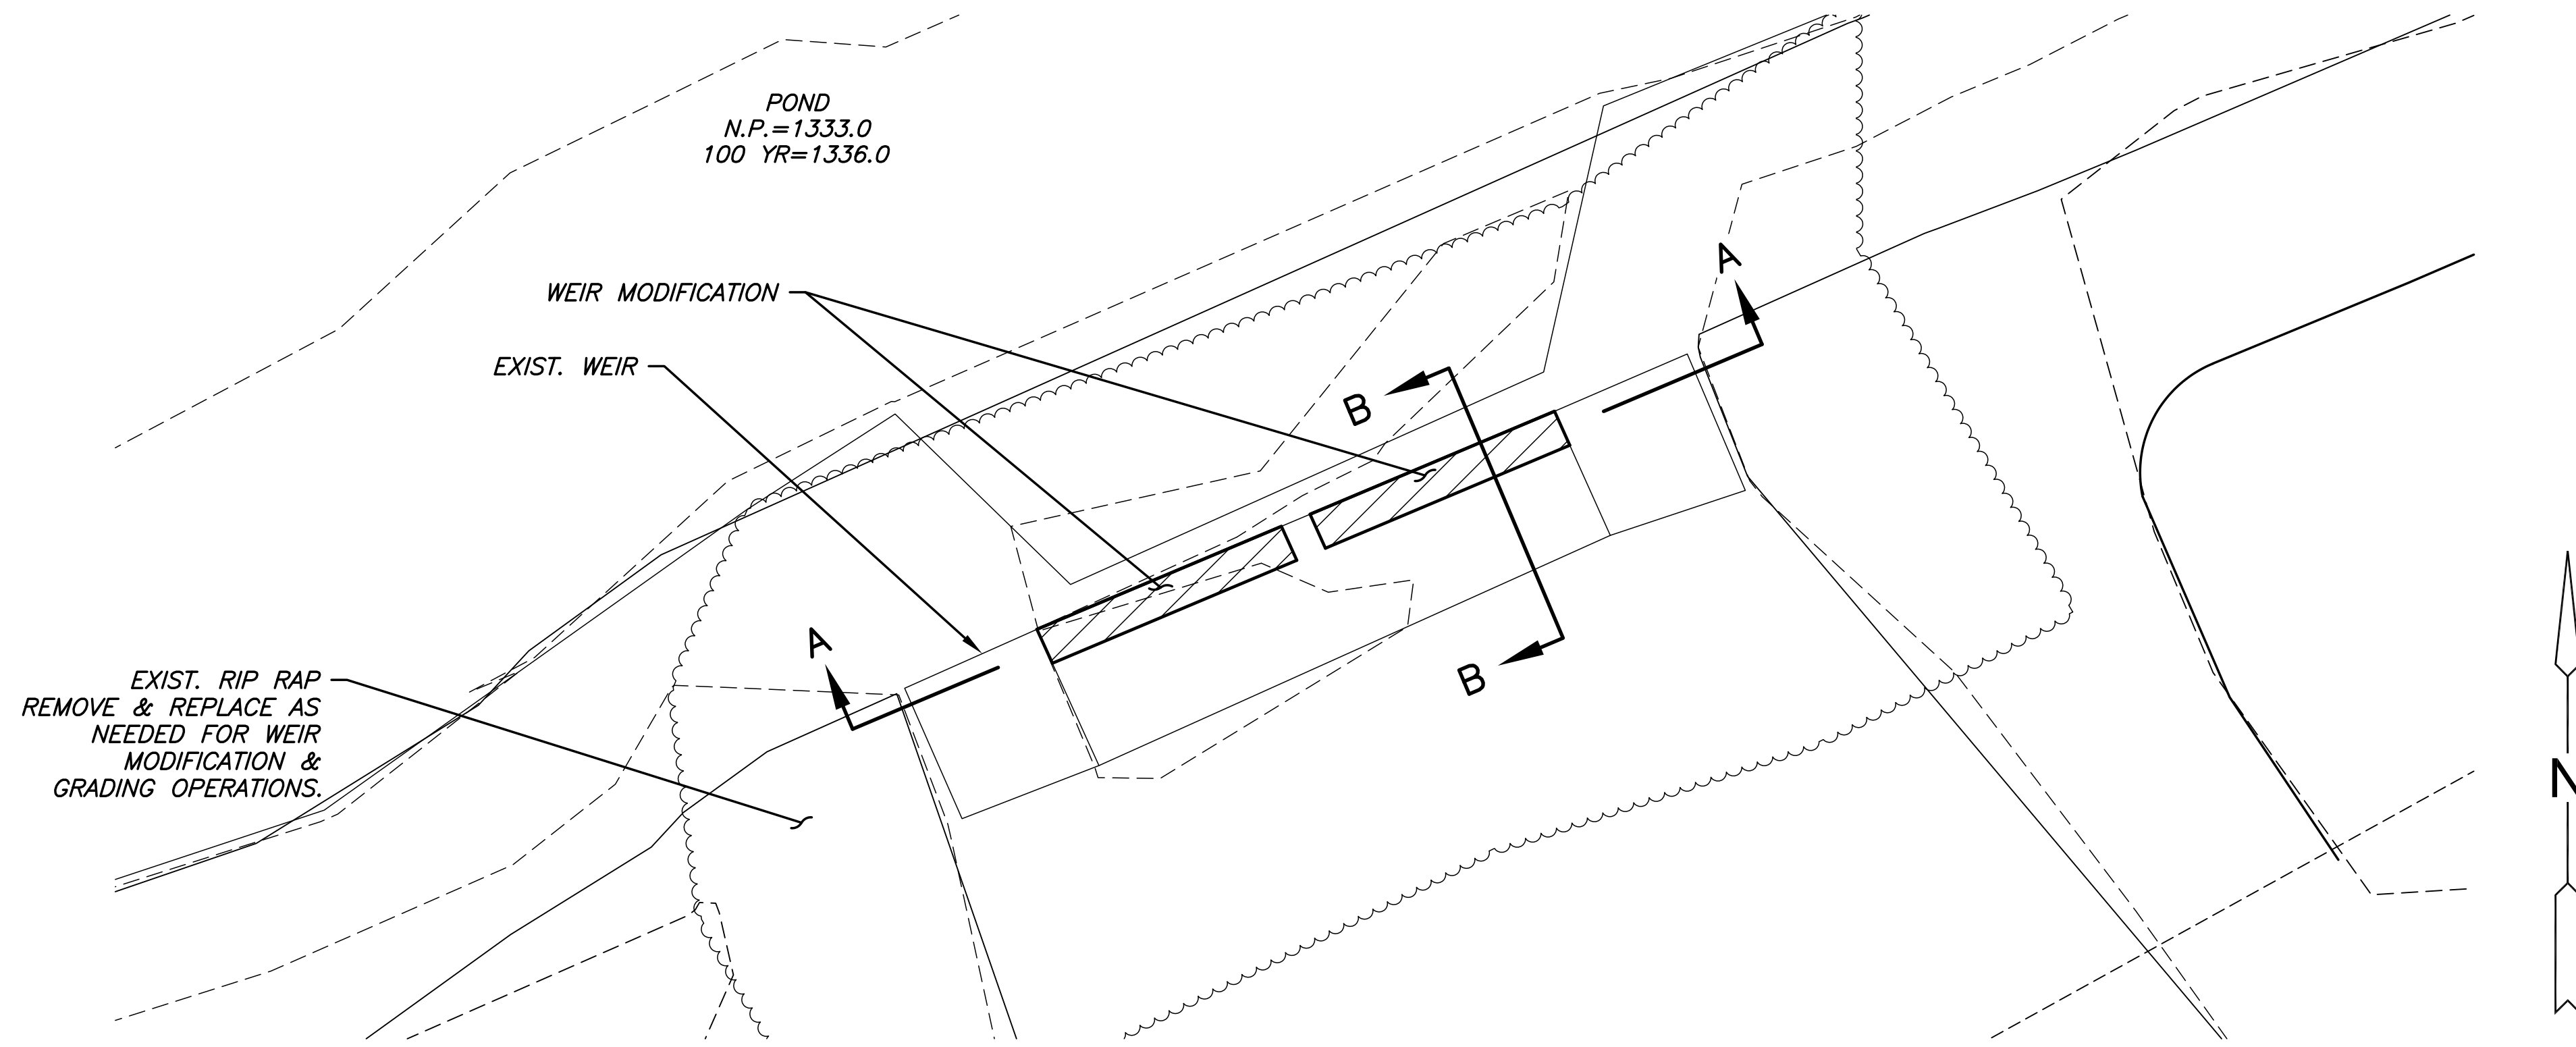 POND
N.P.=1333.0
100 YR=1336.0
WEIR MODIFICATION
EXIST. WEIR
A
B
A
B
EXIST. RIP RAP
REMOVE & REPLACE AS
NEEDED FOR WEIR
MODIFICATION &
GRADING OPERATIONS.
N